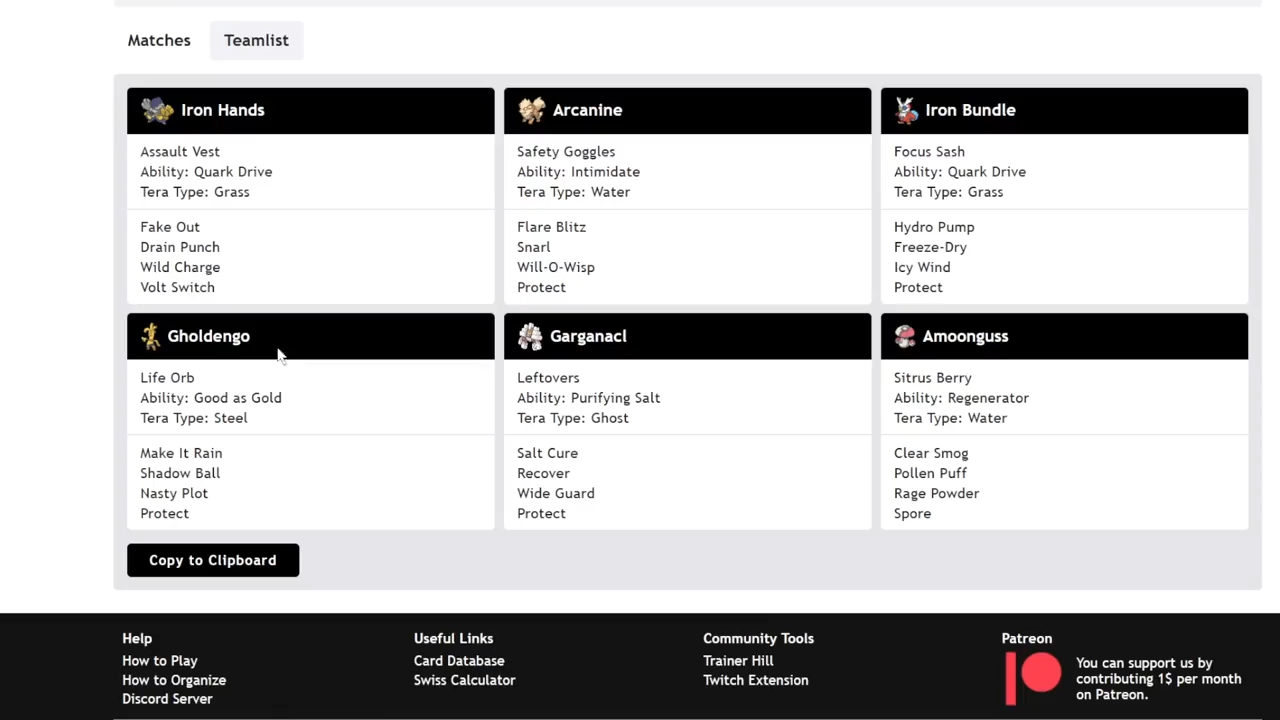 Matches
Teamlist
Iron Hands
Assault Vest
Ability: Quark Drive
Tera Type: Grass
Fake Out
Drain Punch
Wild Charge
Volt Switch
Arcanine
Safety Goggles
Ability: Intimidate
Tera Type: Water
Flare Blitz
Snarl
Will-O-Wisp
Protect
Iron Bundle
Focus Sash
Ability: Quark Drive
Tera Type: Grass
Hydro Pump
Freeze-Dry
Icy Wind
Protect
Gholdengo
Life Orb
Ability: Good as Gold
Tera Type: Steel
Make It Rain
Shadow Ball
Nasty Plot
Protect
Garganacl
Leftovers
Ability: Purifying Salt
Tera Type: Ghost
Salt Cure
Recover
Wide Guard
Protect
Amoonguss
Sitrus Berry
Ability: Regenerator
Tera Type: Water
Clear Smog
Pollen Puff
Rage Powder
Spore
Copy to Clipboard
Help
How to Play
How to Organize
Discord Server
Useful Links
Card Database
Swiss Calculator
Community Tools
Trainer Hill
Twitch Extension
Patreon
You can support us by
contributing 1$ per month
on Patreon.